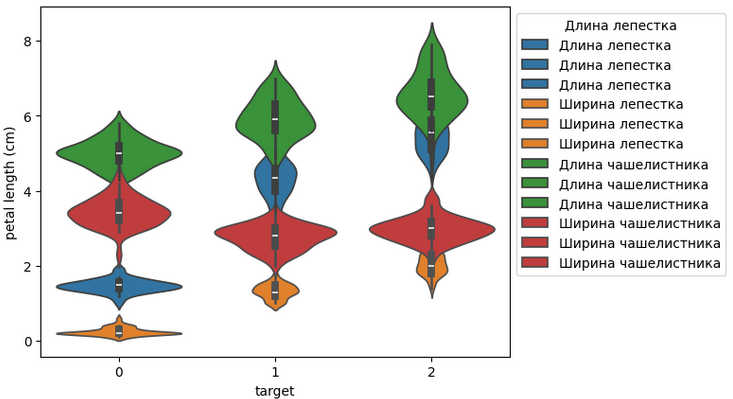 petal length (cm)
8
6
4
2
0
0
1
2
target
Длина лепестка
Длина лепестка
Длина лепестка
Длина лепестка
Ширина лепестка
Ширина лепестка
Ширина лепестка
Длина чашелистника
Длина чашелистника
Длина чашелистника
Ширина чашелистника
Ширина чашелистника
Ширина чашелистника